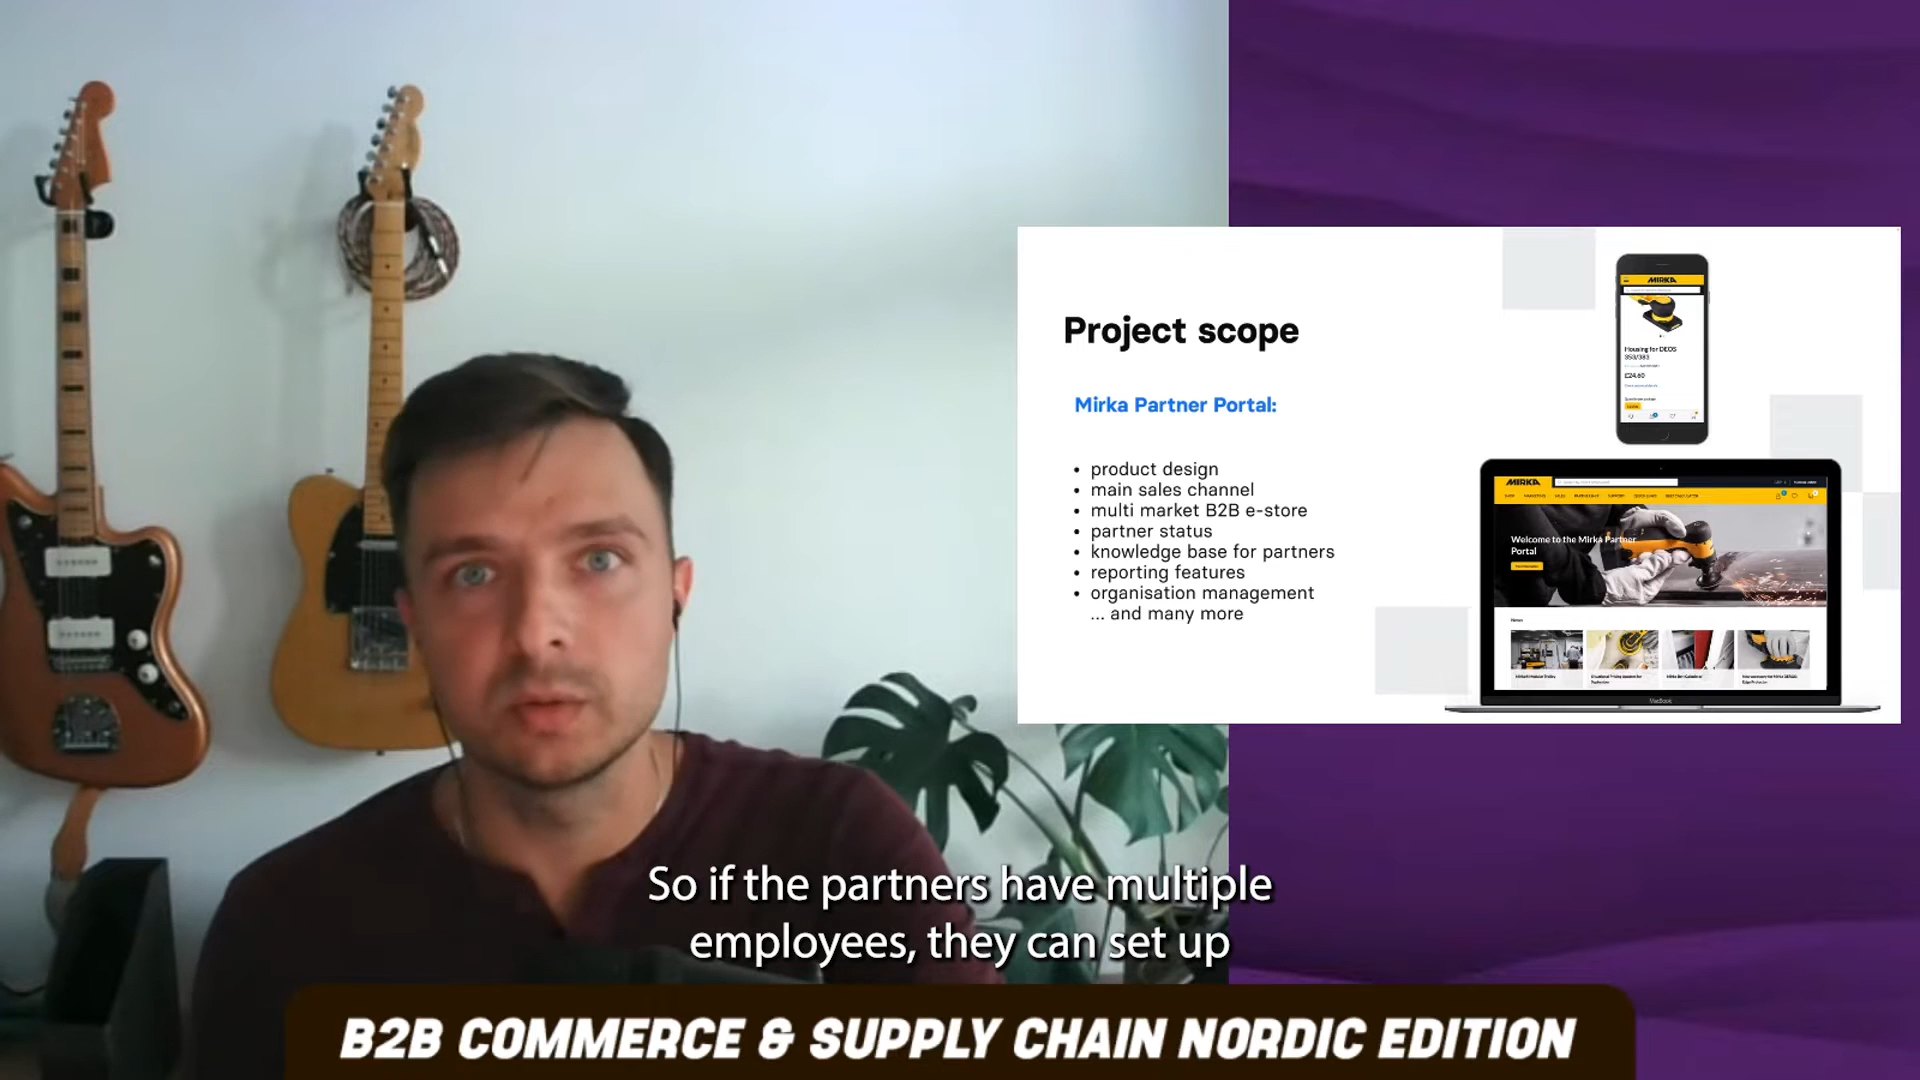 Project scope
Mirka Partner Portal:
• product design
• main sales channel
• multi market B2B e-store
• partner status
• knowledge base for partners
• reporting features
• organisation management
... and many more
MIRKA
Housing for DEOS
353/383
£24.60
MIRKA
Welcome to the Mirka Partner
Portal
News
MacBook
So if the partners have multiple
employees, they can set up
B2B COMMERCE & SUPPLY CHAIN NORDIC EDITION